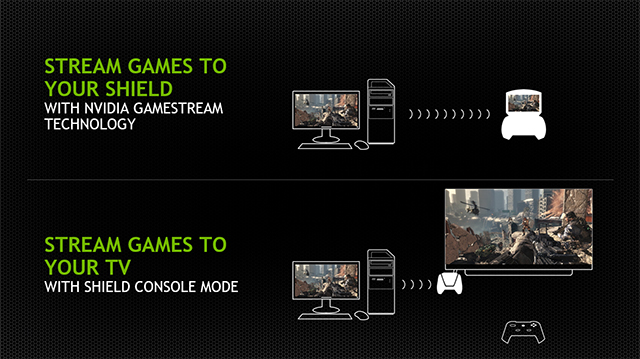 STREAM GAMES TO
YOUR SHIELD
WITH NVIDIA GAMESTREAM
TECHNOLOGY
STREAM GAMES TO
YOUR TV
WITH SHIELD CONSOLE MODE